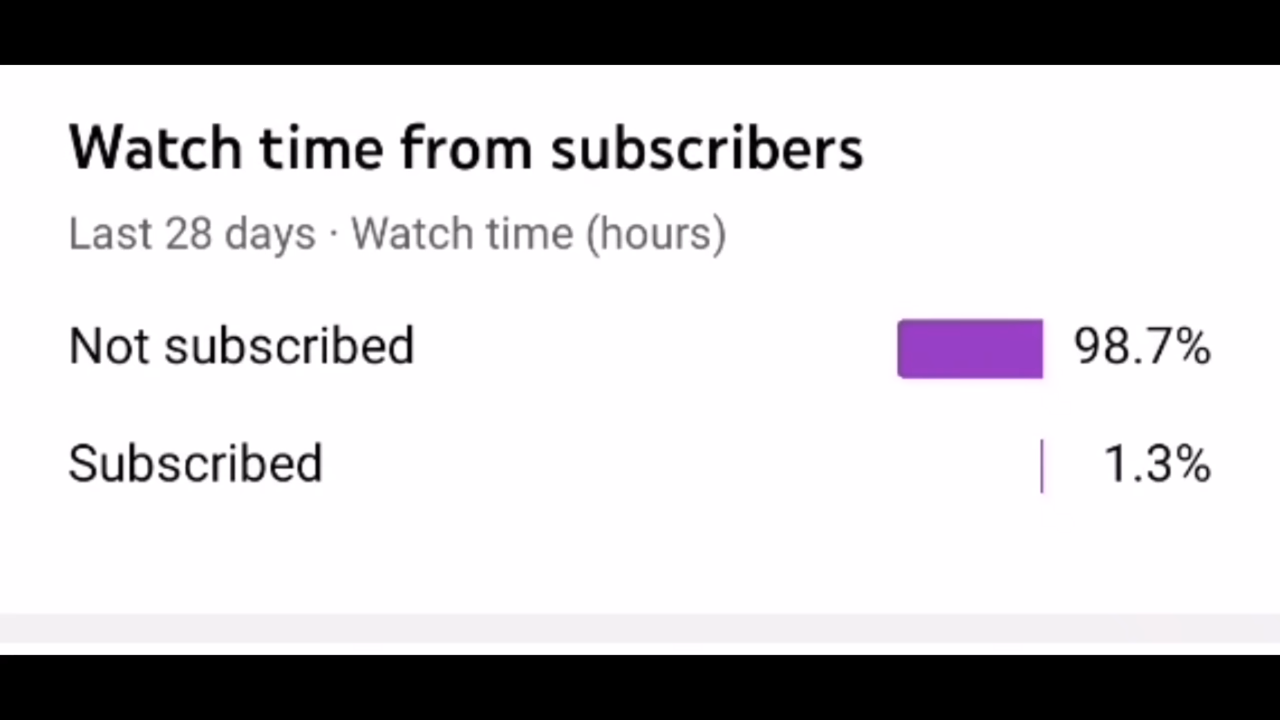 Watch time from subscribers
Last 28 days · Watch time (hours)
Not subscribed 98.7%
Subscribed 1.3%